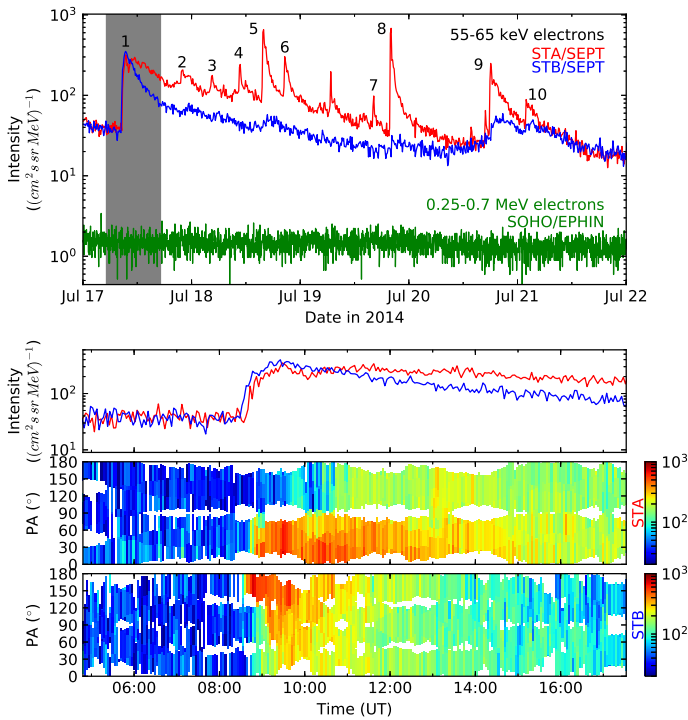 55-65 keV electrons
STA/SEPT
STB/SEPT
1
2
3
4
5
6
7
8
9
10
0.25-0.7 MeV electrons
SOHO/EPHIN
Intensity
((cm² s sr MeV)⁻¹)
10³
10²
10¹
10⁰
Jul 17
Jul 18
Jul 19
Jul 20
Jul 21
Jul 22
Date in 2014
Intensity
((cm² s sr MeV)⁻¹)
10²
10¹
PA (°)
180
150
120
90
60
30
0
10³
10²
STA
PA (°)
180
150
120
90
60
30
0
10³
10²
STB
06:00
08:00
10:00
12:00
14:00
16:00
Time (UT)